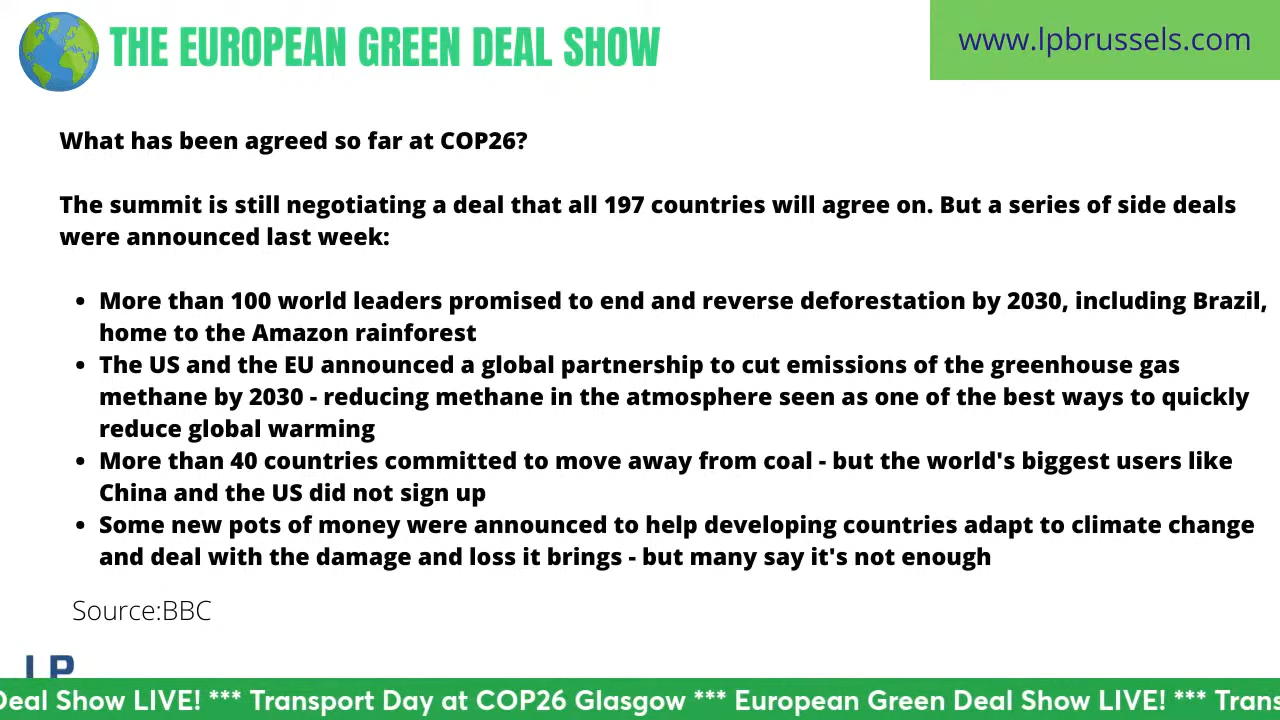 THE EUROPEAN GREEN DEAL SHOW
www.lpbrussels.com
What has been agreed so far at COP26?
The summit is still negotiating a deal that all 197 countries will agree on. But a series of side deals
were announced last week:
• More than 100 world leaders promised to end and reverse deforestation by 2030, including Brazil,
home to the Amazon rainforest
• The US and the EU announced a global partnership to cut emissions of the greenhouse gas
methane by 2030 - reducing methane in the atmosphere seen as one of the best ways to quickly
reduce global warming
• More than 40 countries committed to move away from coal - but the world's biggest users like
China and the US did not sign up
• Some new pots of money were announced to help developing countries adapt to climate change
and deal with the damage and loss it brings - but many say it's not enough
Source:BBC
LP
Deal Show LIVE! *** Transport Day at COP26 Glasgow *** European Green Deal Show LIVE! *** Trans